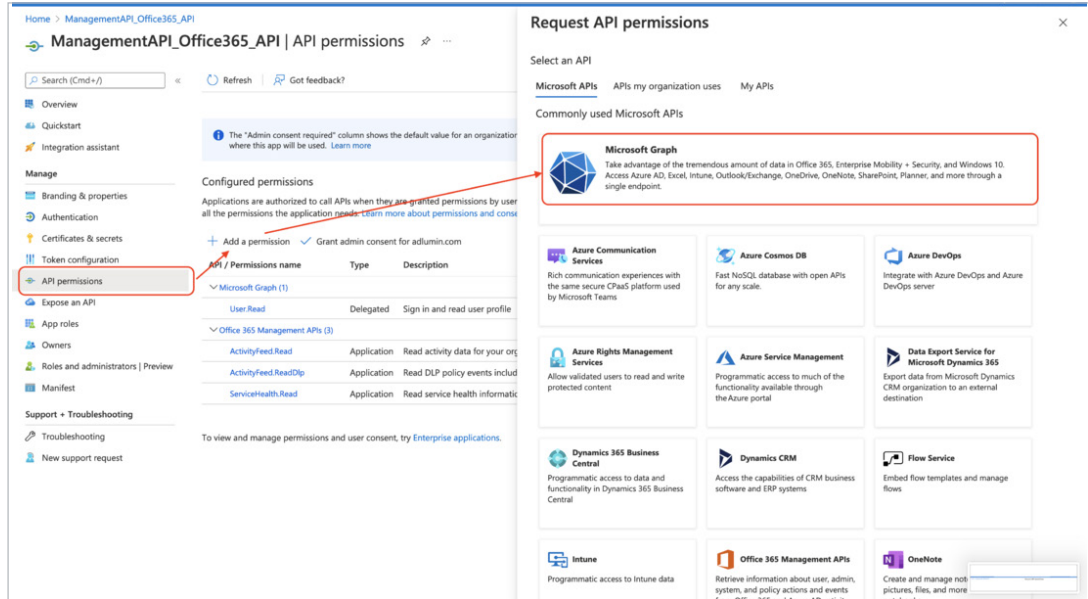 Home > ManagementAPI_Office365_API
ManagementAPI_Office365_API | API permissions
Search (Cmd+/)
«
Overview
Quickstart
Integration assistant
Manage
Branding & properties
Authentication
Certificates & secrets
Token configuration
API permissions
Expose an API
App roles
Owners
Roles and administrators | Preview
Manifest
Support + Troubleshooting
Troubleshooting
New support request
Refresh
Got feedback?
The "Admin consent required" column shows the default value for an organization
where this app will be used. Learn more
Configured permissions
Applications are authorized to call APIs when they are granted permissions by user
all the permissions the application needs. Learn more about permissions and
Add a permission
Grant admin consent for adlumin.com
API / Permissions name Type Description
Microsoft Graph (1)
User.Read Delegated Sign in and read user profile
Office 365 Management APIs (3)
ActivityFeed.Read Application Read activity data for your
ActivityFeed.ReadDlp Application Read DLP policy events
ServiceHealth.Read Application Read service health
To view and manage permissions and user consent, try Enterprise applications.
Request API permissions
Select an API
Microsoft APIs APIs my organization uses My APIs
Commonly used Microsoft APIs
Microsoft Graph
Take advantage of the tremendous amount of data in Office 365, Enterprise Mobility + Security, and Windows 10.
Access Azure AD, Excel, Intune, Outlook/Exchange, OneDrive, OneNote, SharePoint, Planner, and more through a
single endpoint.
Azure Communication
Services
Rich communication experiences with
the same secure CPaaS platform used
by Microsoft Teams
Azure Cosmos DB
Fast NoSQL database with open APIs
for any scale.
Azure DevOps
Integrate with Azure DevOps and Azure
DevOps server
Azure Rights Management
Services
Allow validated users to read and write
protected content
Azure Service Management
Programmatic access to much of the
functionality available through
the Azure portal
Data Export Service for
Microsoft Dynamics 365
Export data from Microsoft Dynamics
CRM organization to an external
destination
Dynamics 365 Business
Central
Programmatic access to data and
functionality in Dynamics 365 Business
Central
Dynamics CRM
Access the capabilities of CRM business
software and ERP systems
Flow Service
Embed flow templates and manage
flows
Intune
Programmatic access to Intune data
Office 365 Management APIs
Retrieve information about user, admin,
system, and policy actions and events
OneNote
Create and manage
pictures, files, and more